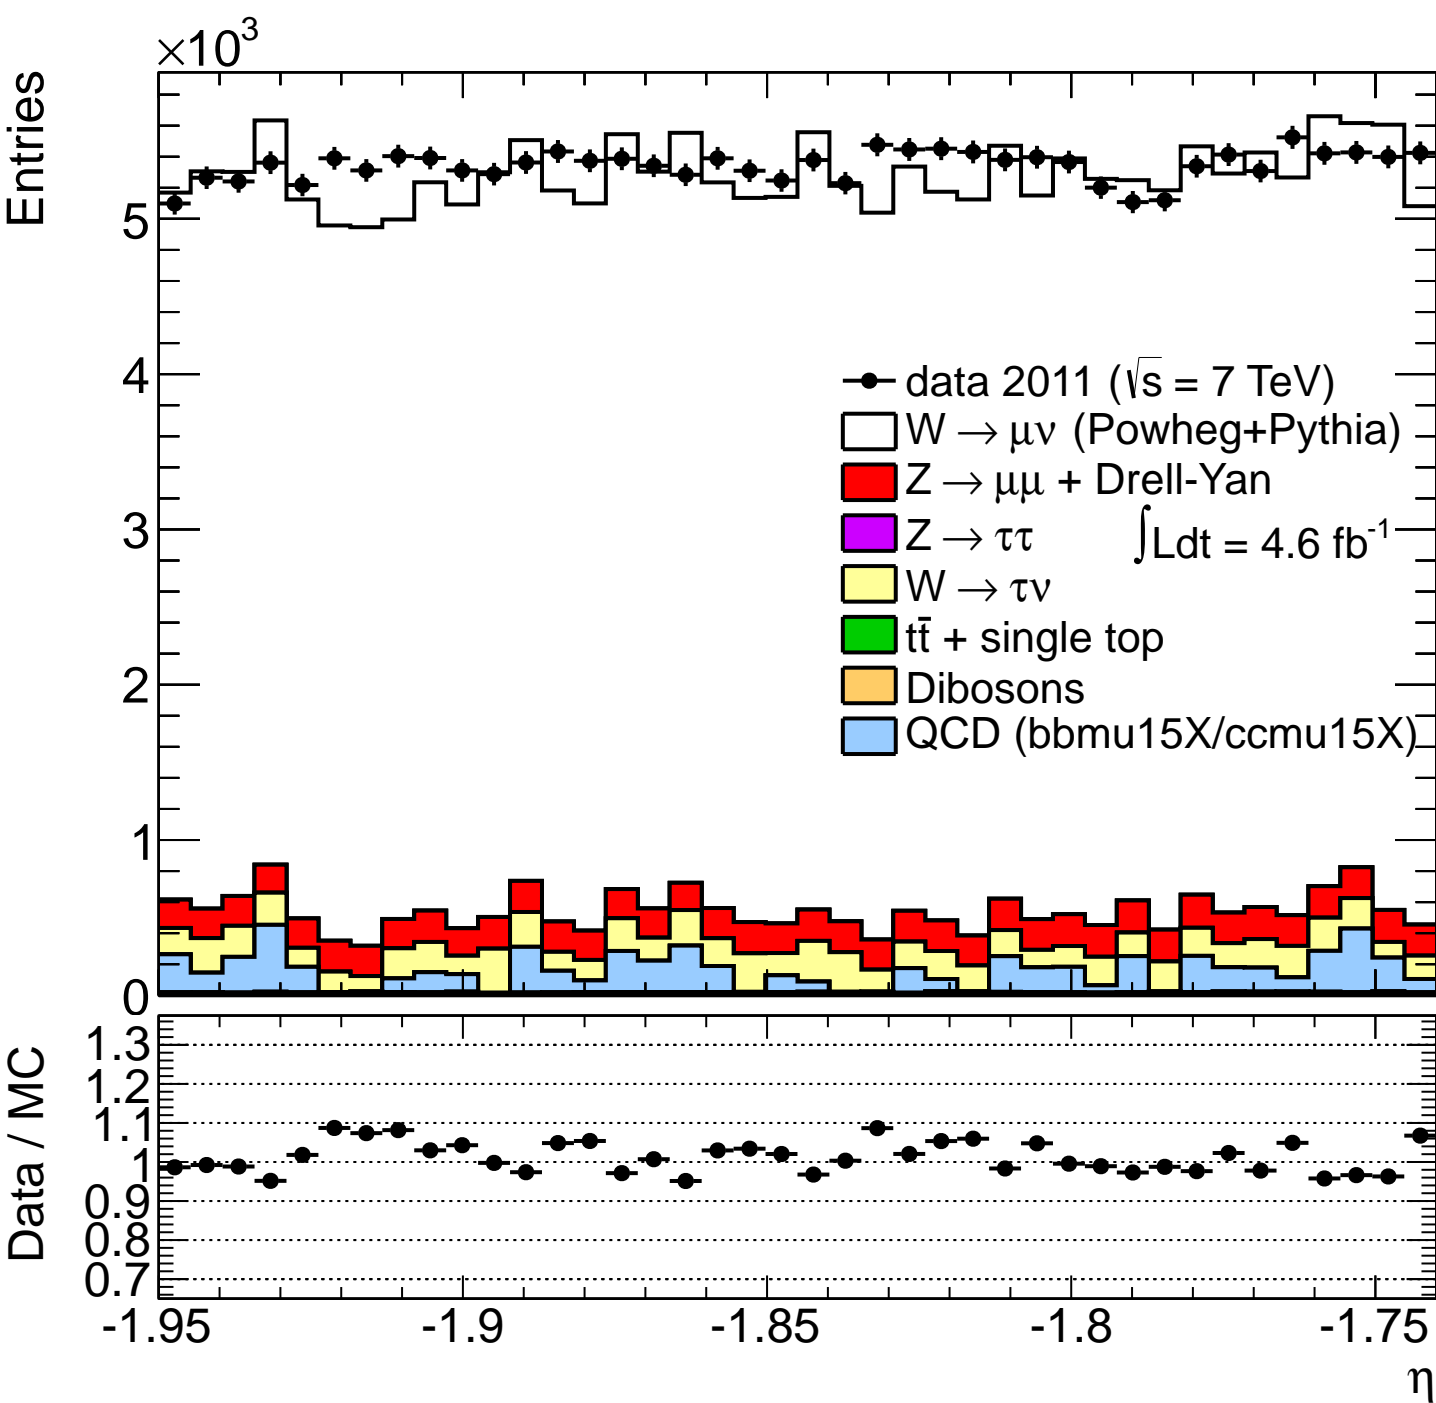 ×10³
Entries
5
4
3
2
1
0
data 2011 (√s = 7 TeV)
W → μν (Powheg+Pythia)
Z → μμ + Drell-Yan
Z → ττ
∫Ldt = 4.6 fb⁻¹
W → τν
tt̄ + single top
Dibosons
QCD (bbmu15X/ccmu15X)
Data / MC
1.3
1.2
1.1
1
0.9
0.8
0.7
-1.95 -1.9 -1.85 -1.8 -1.75
η